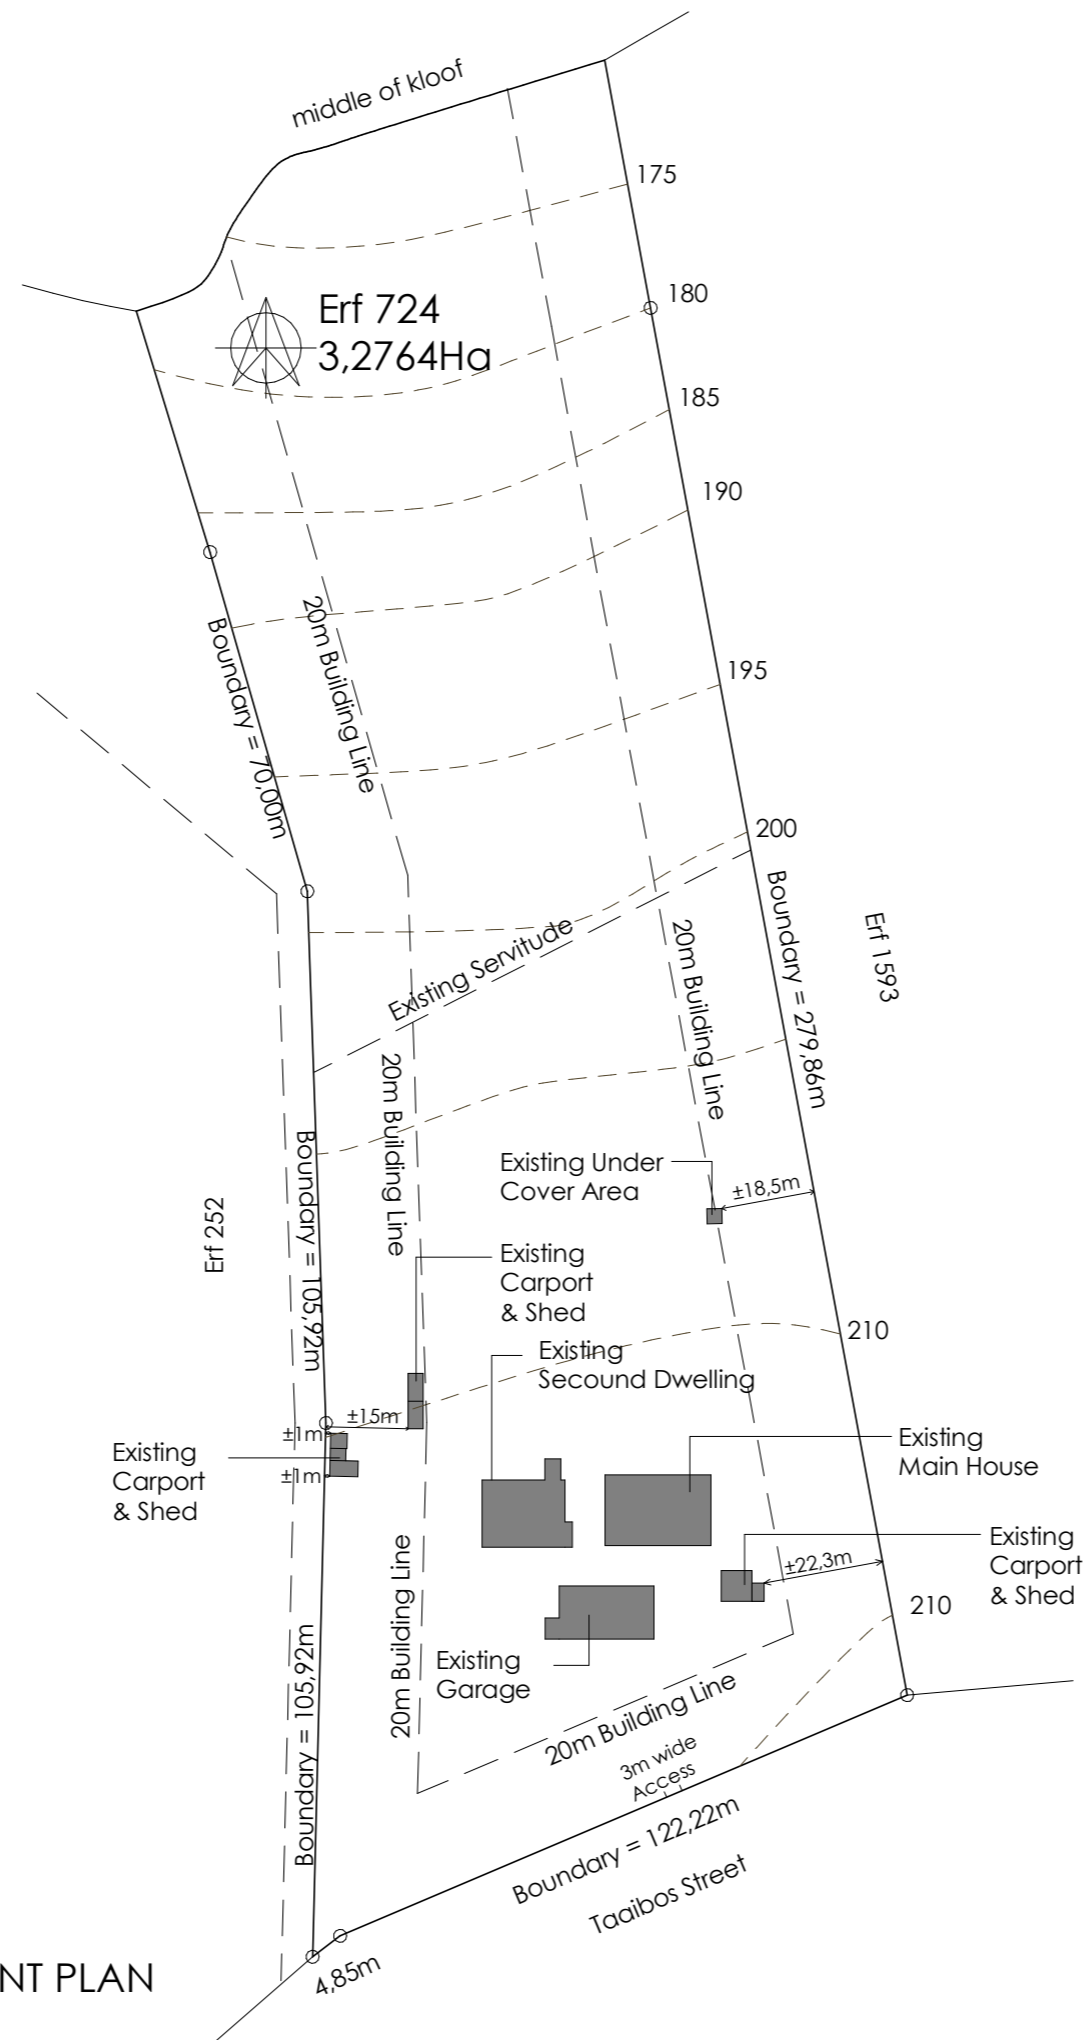 middle of kloof
175
Erf 724
3,2764Ha
180
185
190
20m Building Line
Boundary = 70,00m
195
200
Boundary = 279,86m
Erf 1593
20m Building Line
Existing Servitude
20m Building Line
Boundary = 105,92m
Erf 252
Existing Under
Cover Area
±18,5m
Existing
Carport
& Shed
210
Existing
Secound Dwelling
±15m
±1m
±1m
Existing
Carport
& Shed
Existing
Main House
Existing
Carport
& Shed
±22,3m
210
20m Building Line
Existing
Garage
20m Building Line
3m wide
Access
Boundary = 105,92m
Boundary = 122,22m
Taaibos Street
4,85m
NT PLAN